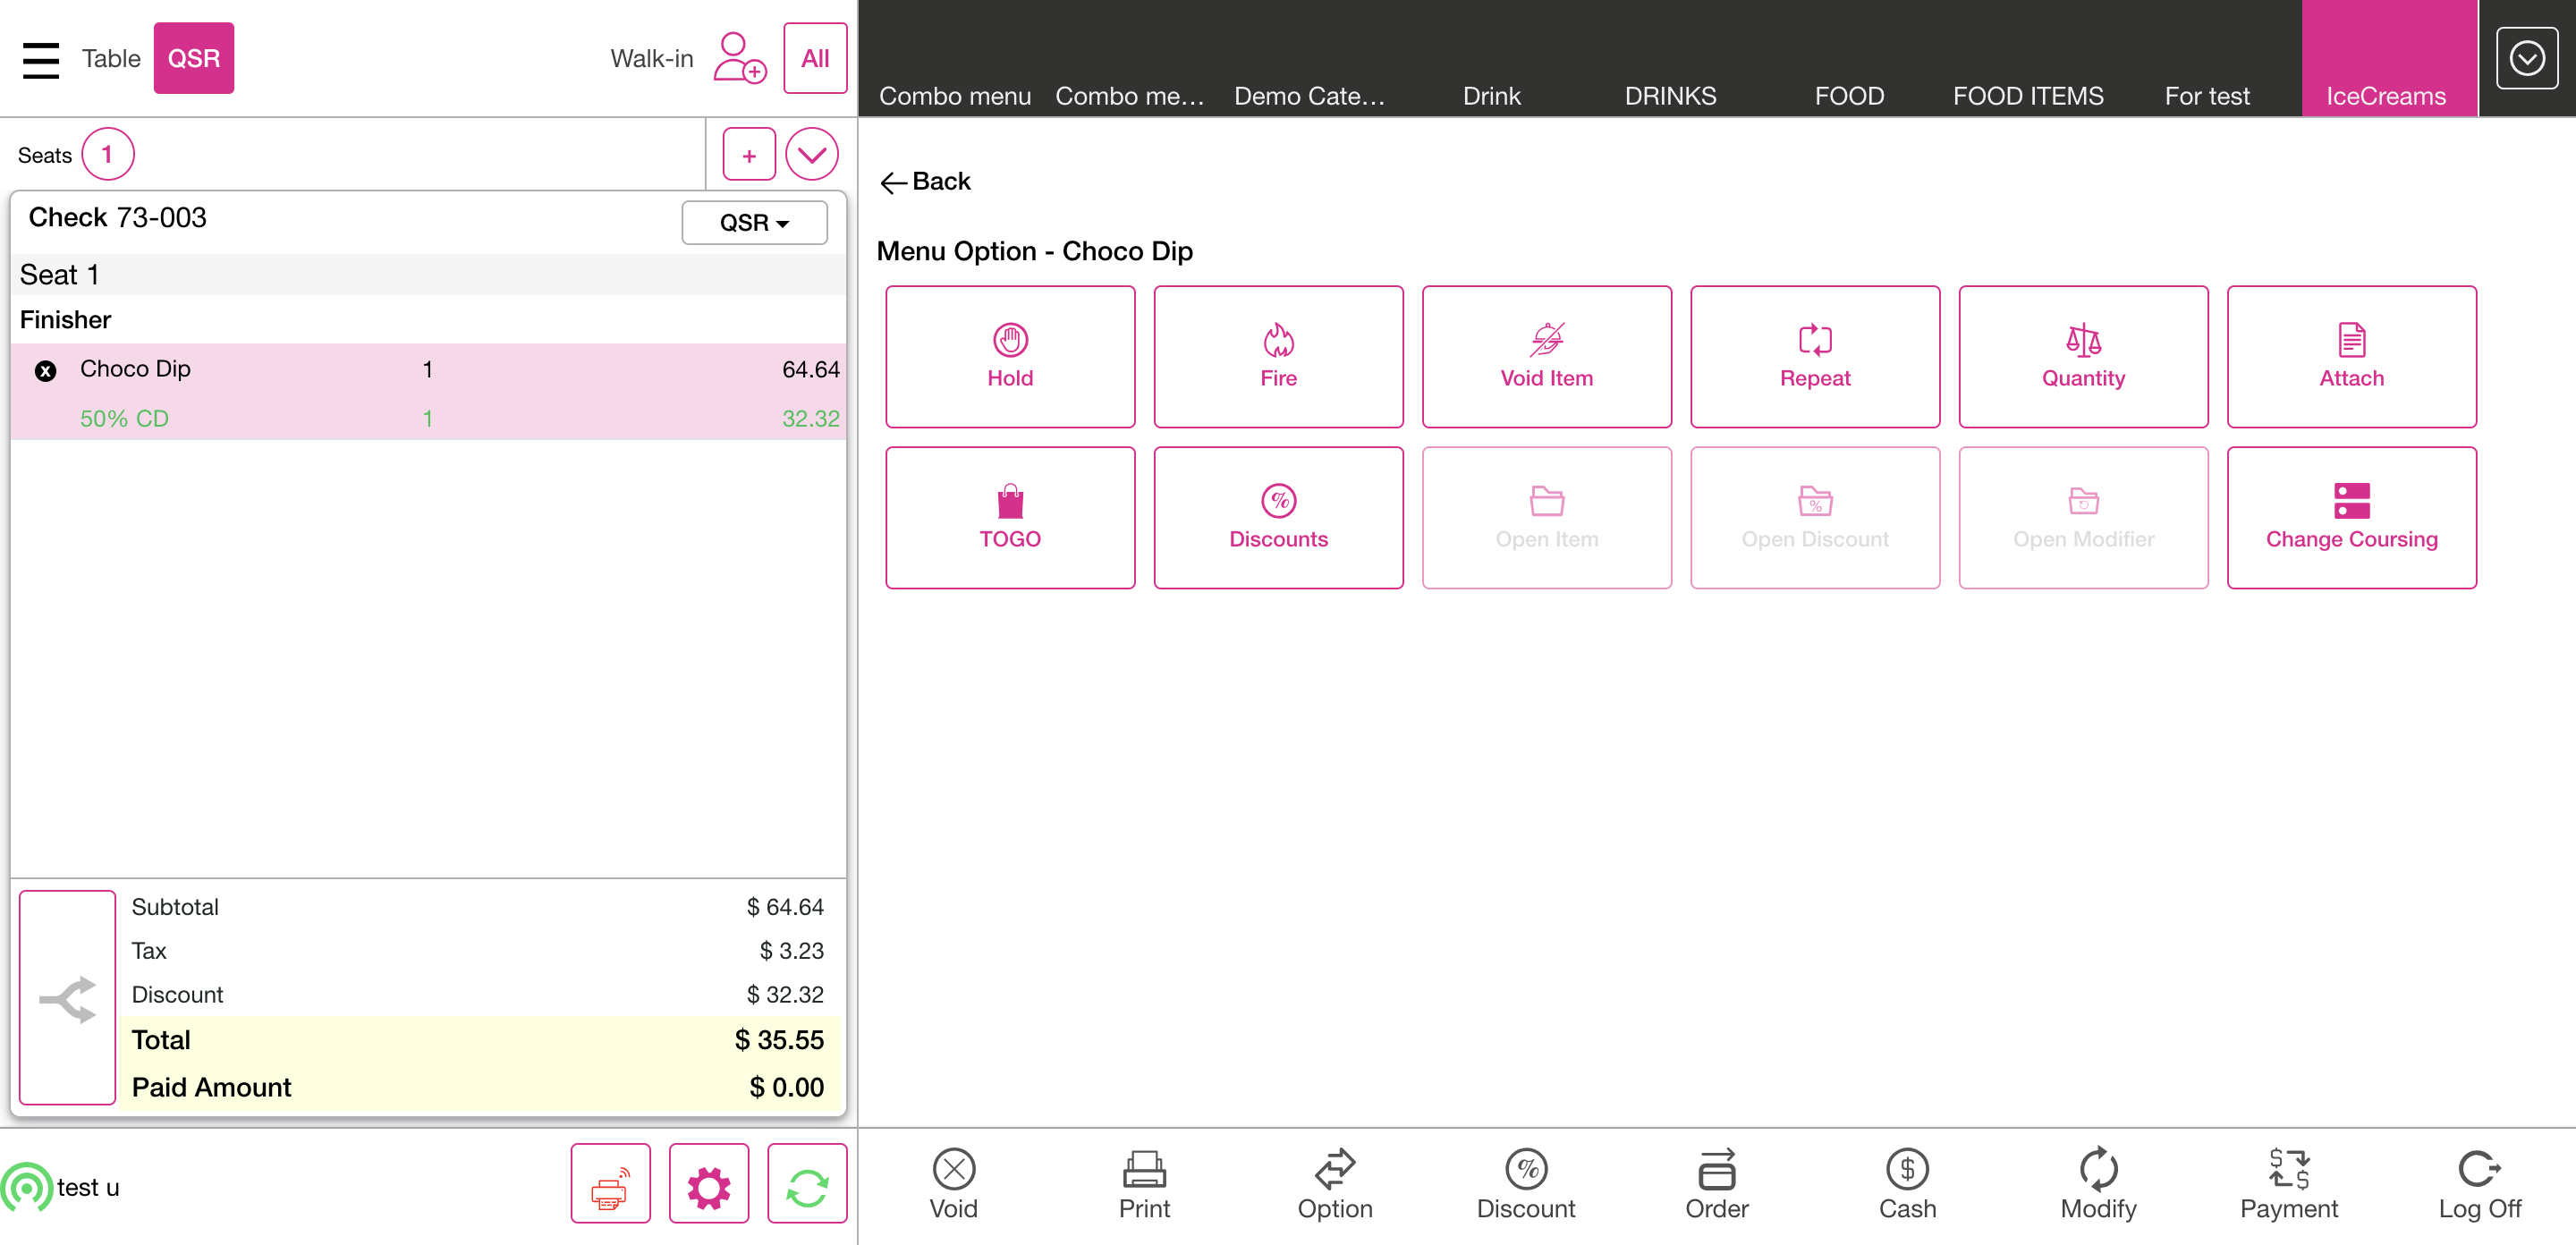 Table
QSR
Walk-in
All
Combo menu
Combo me...
Demo Cate...
Drink
DRINKS
FOOD
FOOD ITEMS
For test
IceCreams
Seats
1
+
Check 73-003
QSR
Seat 1
Finisher
x Choco Dip 1 64.64
50% CD 1 32.32
Subtotal $ 64.64
Tax $ 3.23
Discount $ 32.32
Total $ 35.55
Paid Amount $ 0.00
test u
Back
Menu Option - Choco Dip
Hold
Fire
Void Item
Repeat
Quantity
Attach
TOGO
Discounts
Open Item
Open Discount
Open Modifier
Change Coursing
Void
Print
Option
Discount
Order
Cash
Modify
Payment
Log Off